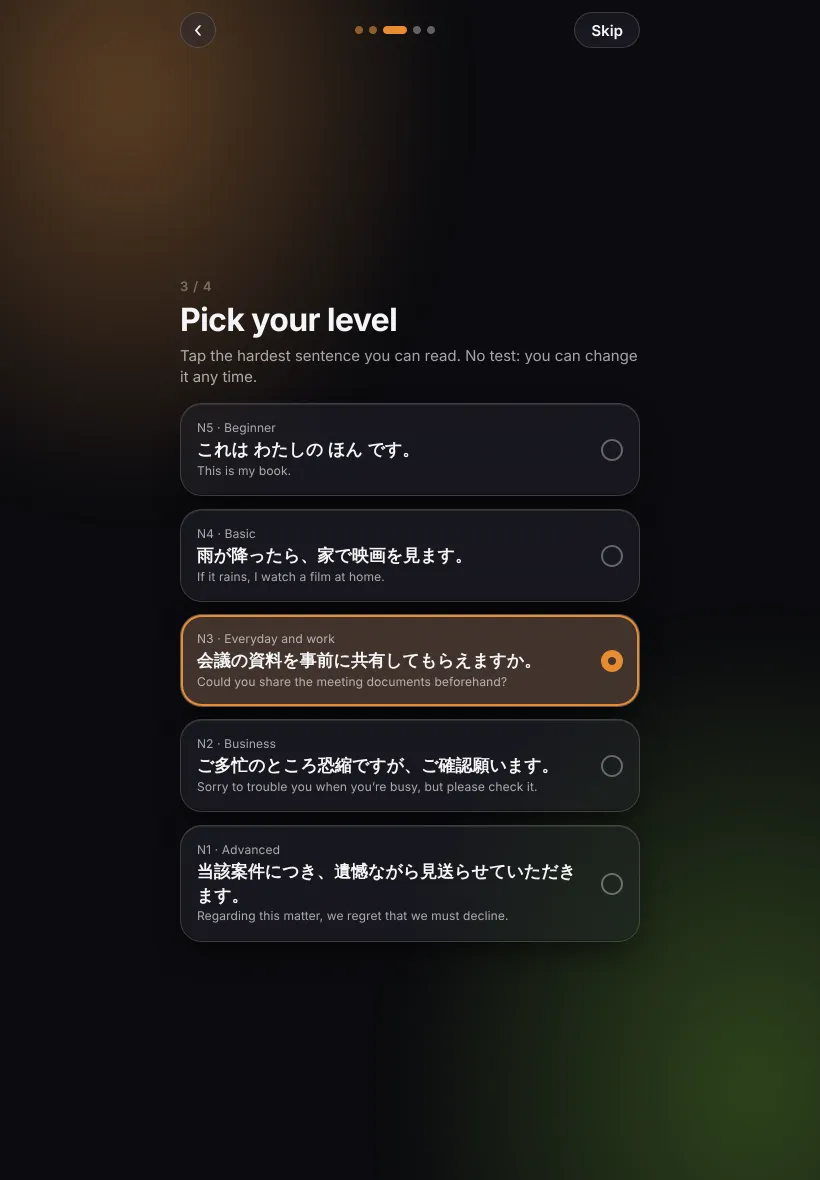 Skip
3 / 4
Pick your level
Tap the hardest sentence you can read. No test: you can change
it any time.
N5 · Beginner
これは わたしの ほん です。
This is my book.
N4 · Basic
雨が降ったら、家で映画を見ます。
If it rains, I watch a film at home.
N3 · Everyday and work
会議の資料を事前に共有してもらえますか。
Could you share the meeting documents beforehand?
N2 · Business
ご多忙のところ恐縮ですが、ご確認願います。
Sorry to trouble you when you’re busy, but please check it.
N1 · Advanced
当該案件につき、遺憾ながら見送らせていただき
ます。
Regarding this matter, we regret that we must decline.